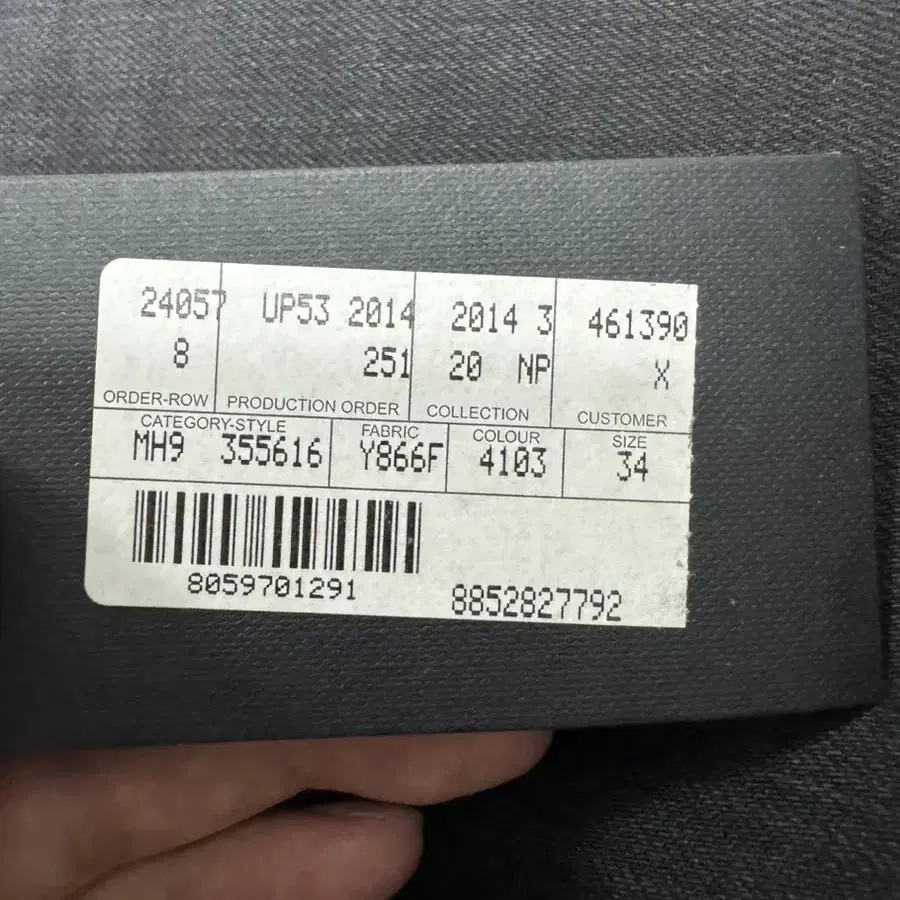 24057 UP53 2014 2014 3 461390
8 251 20 NP X
ORDER-ROW PRODUCTION ORDER COLLECTION CUSTOMER
CATEGORY-STYLE FABRIC COLOUR SIZE
MH9 355616 Y866F 4103 34
8059701291 8852827792